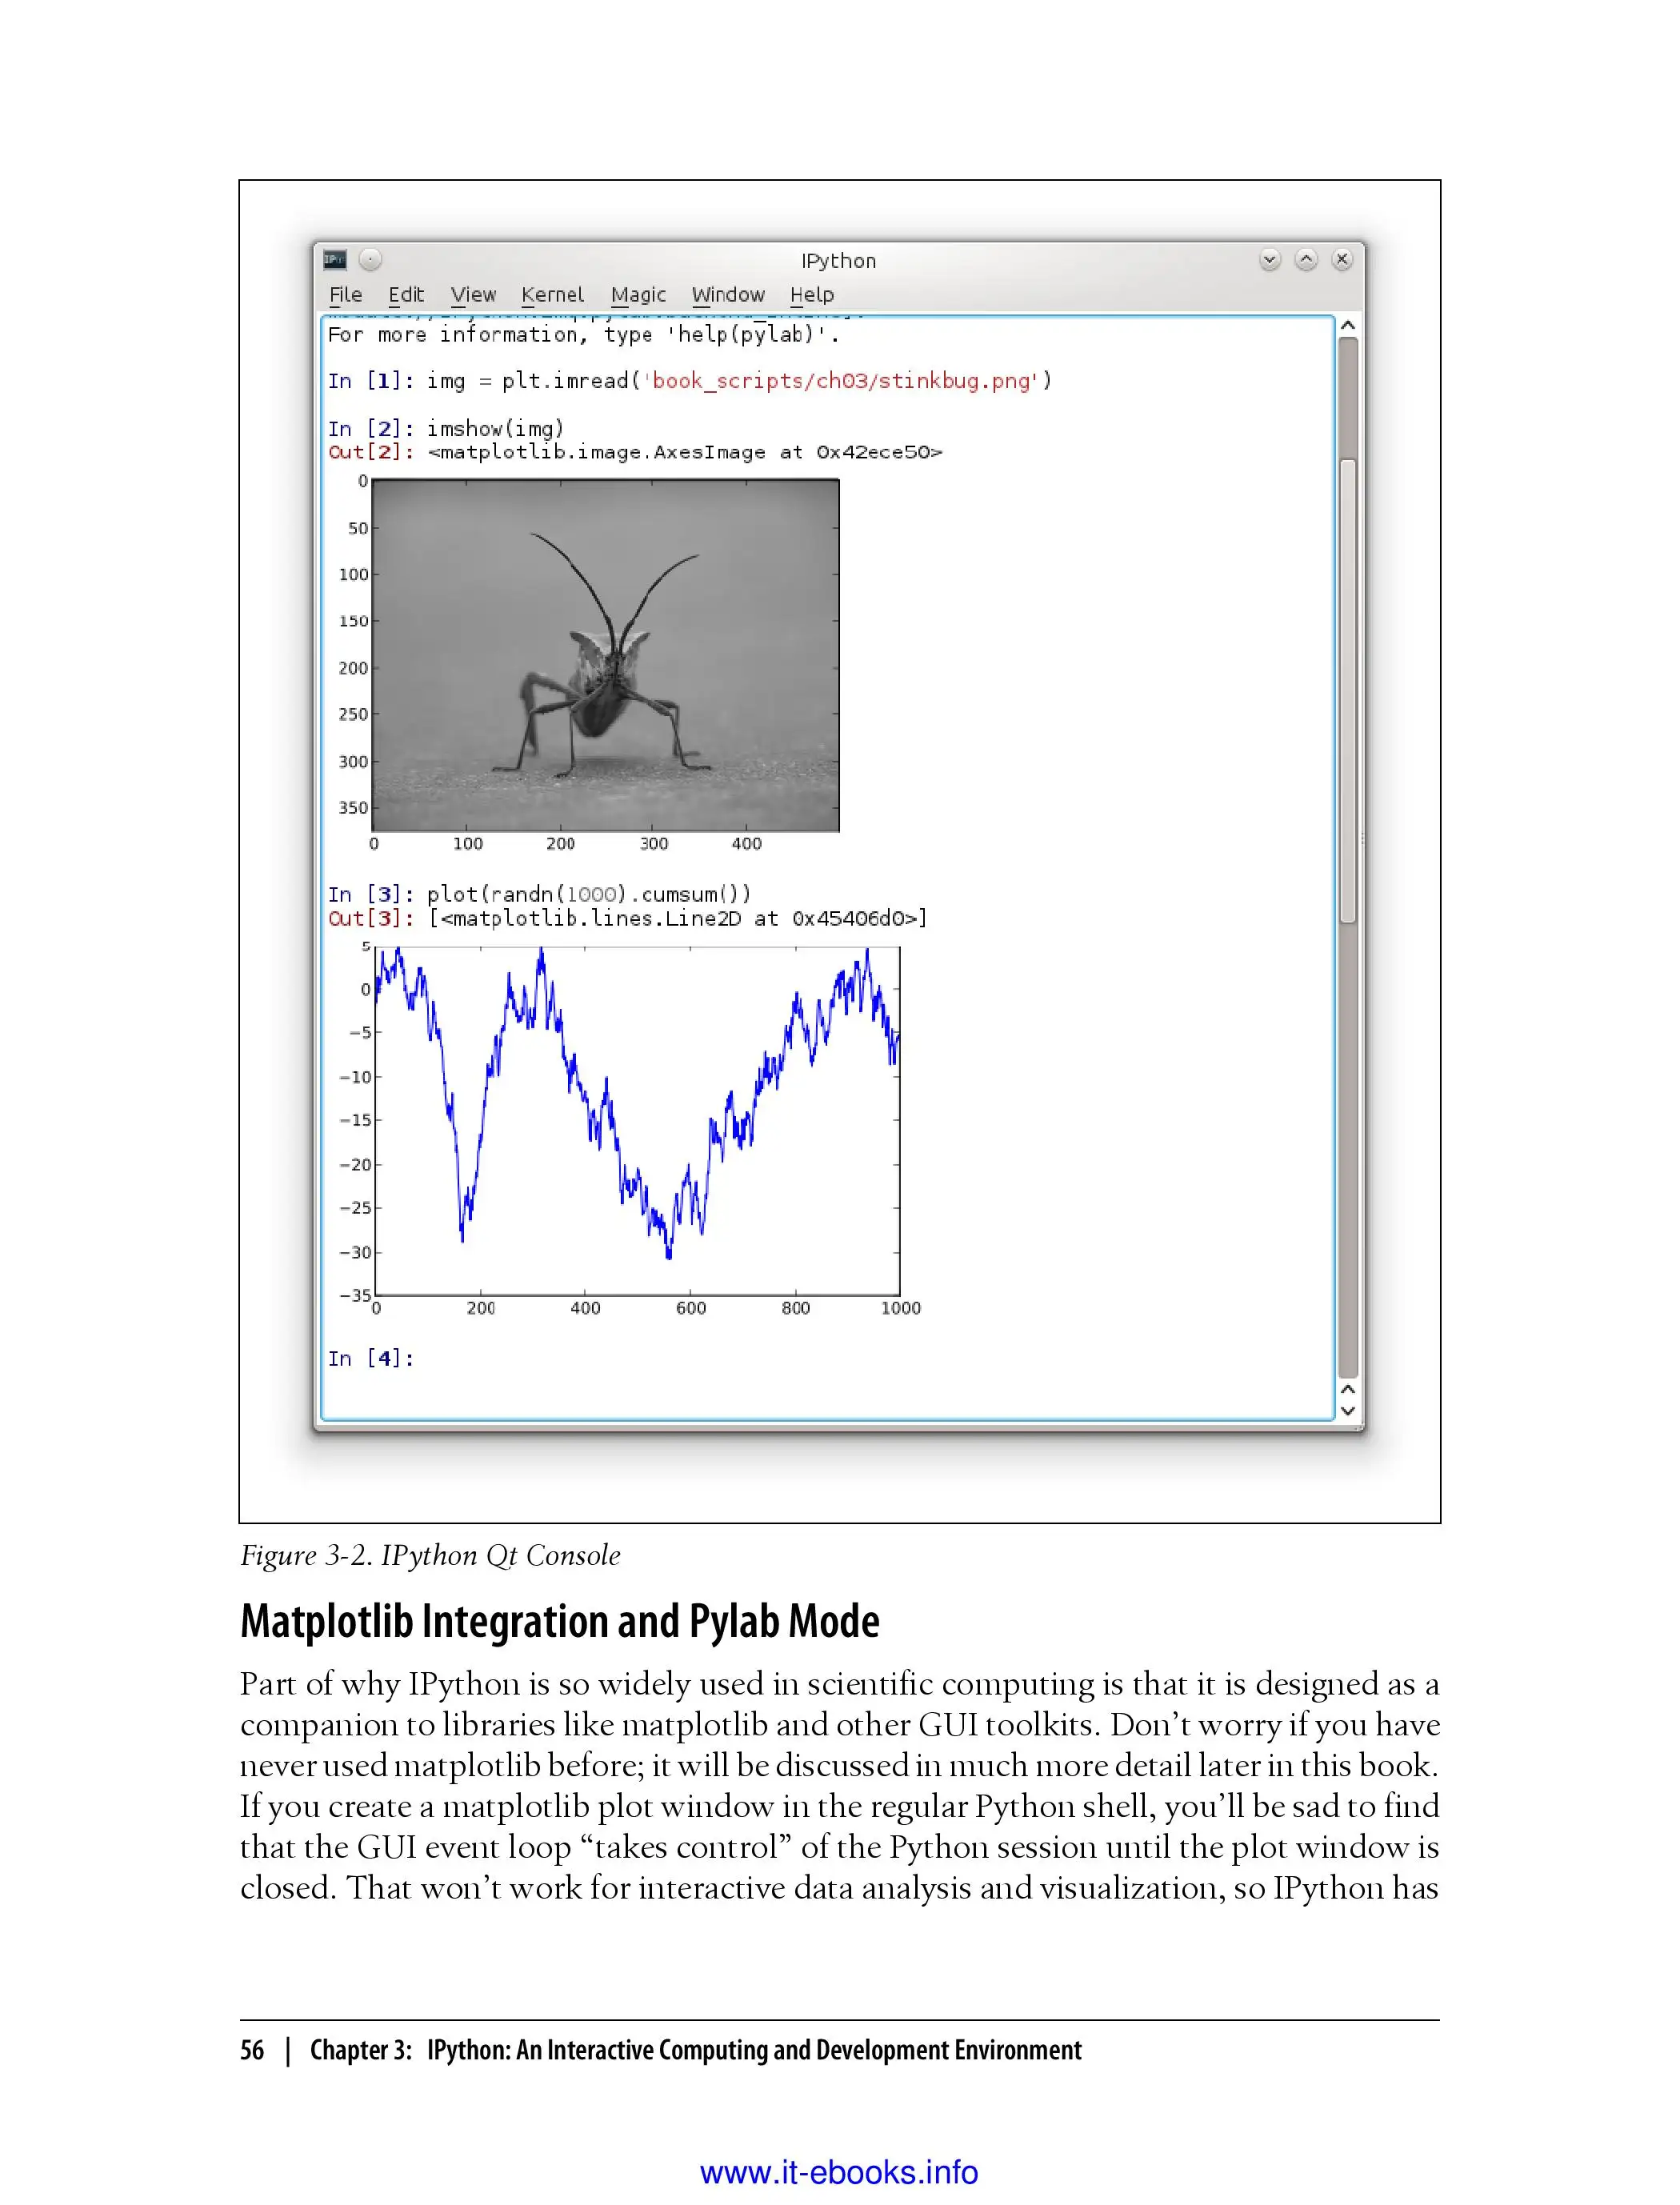 IPython
File Edit View Kernel Magic Window Help
For more information, type 'help(pylab)'.
In [1]: img = plt.imread('book_scripts/ch03/stinkbug.png')
In [2]: imshow(img)
Out[2]: <matplotlib.image.AxesImage at 0x42ece50>
0
50
100
150
200
250
300
350
0 100 200 300 400
In [3]: plot(randn(1000).cumsum())
Out[3]: [<matplotlib.lines.Line2D at 0x45406d0>]
5
0
−5
−10
−15
−20
−25
−30
−35
0 200 400 600 800 1000
In [4]:
Figure 3-2. IPython Qt Console
Matplotlib Integration and Pylab Mode
Part of why IPython is so widely used in scientific computing is that it is designed as a
companion to libraries like matplotlib and other GUI toolkits. Don’t worry if you have
never used matplotlib before; it will be discussed in much more detail later in this book.
If you create a matplotlib plot window in the regular Python shell, you’ll be sad to find
that the GUI event loop “takes control” of the Python session until the plot window is
closed. That won’t work for interactive data analysis and visualization, so IPython has
56 | Chapter 3: IPython: An Interactive Computing and Development Environment
www.it-ebooks.info